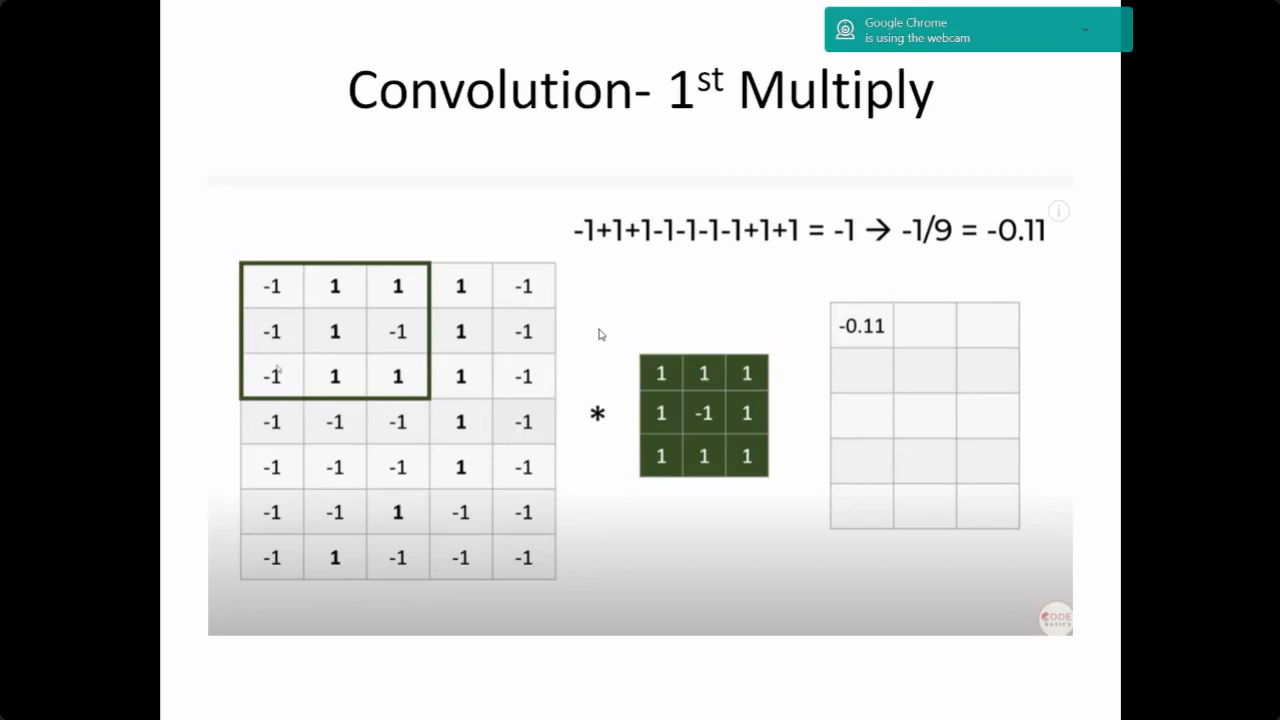 Google Chrome
is using the webcam
Convolution- 1st Multiply
-1+1+1-1-1-1-1+1+1 = -1 → -1/9 = -0.11
-1 1 1 1 -1
-1 1 -1 1 -1
-1 1 1 1 -1
-1 -1 -1 1 -1
-1 -1 -1 1 -1
-1 -1 1 -1 -1
-1 1 -1 -1 -1
*
1 1 1
1 -1 1
1 1 1
-0.11
CODE
BASICS